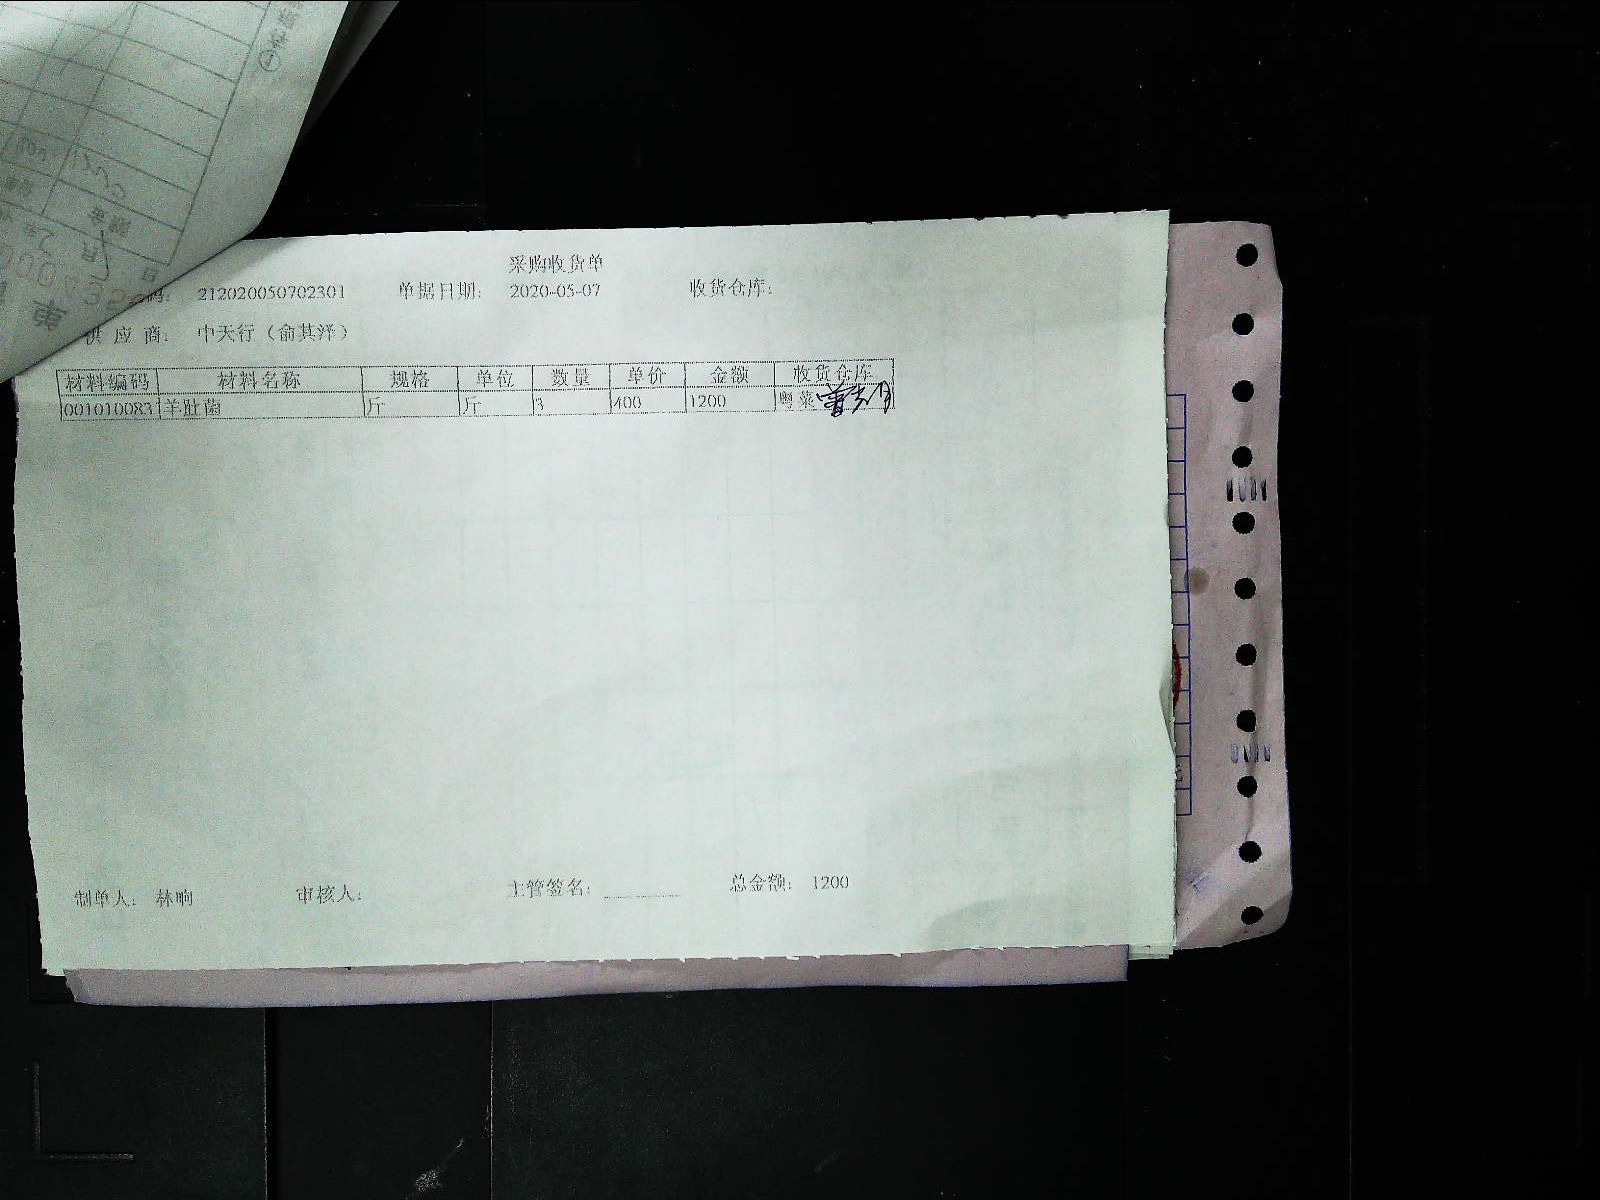 采购收货单
码: 212020050702301 单据日期: 2020-05-07 收货仓库:
供 应 商: 中天行（俞其泽）
材料编码 材料名称 规格 单位 数量 单价 金额 收货仓库
001010083 羊肚菌 斤 斤 3 400 1200 粤菜
制单人: 林晌 审核人: 主管签名: 总金额: 1200